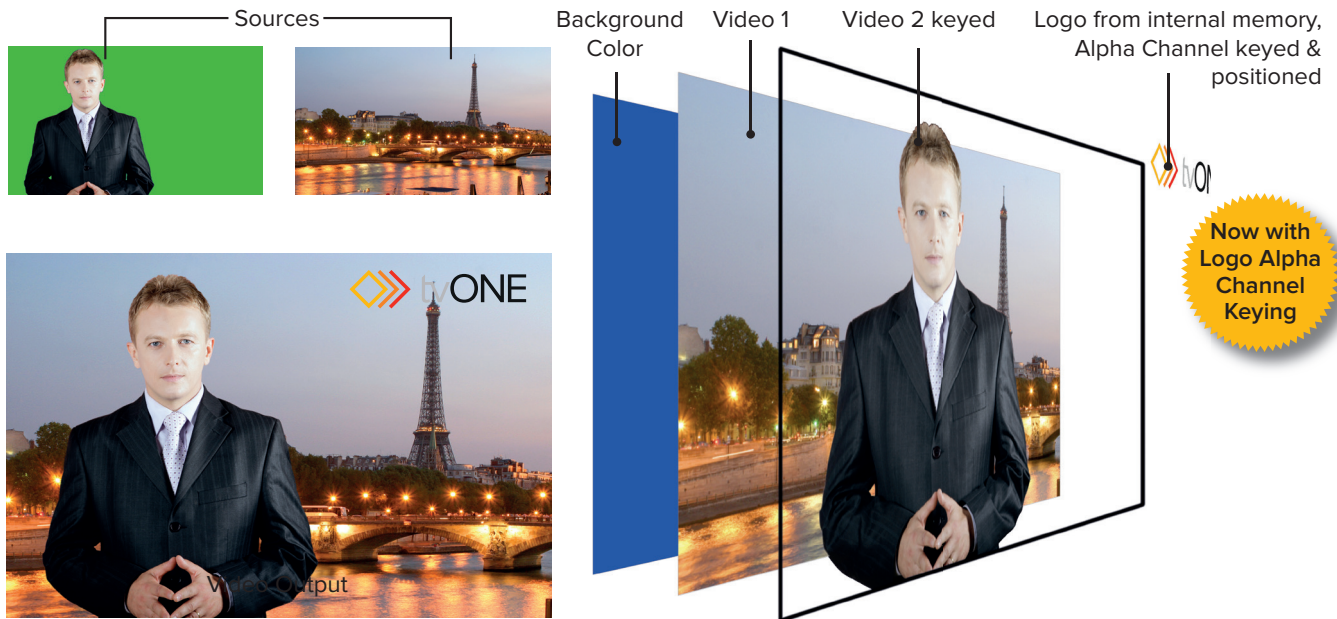 Sources
Background
Color
Video 1
Video 2 keyed
Logo from internal memory,
Alpha Channel keyed &
positioned
tvON
Now with
Logo Alpha
Channel
Keying
tvONE
Video Output